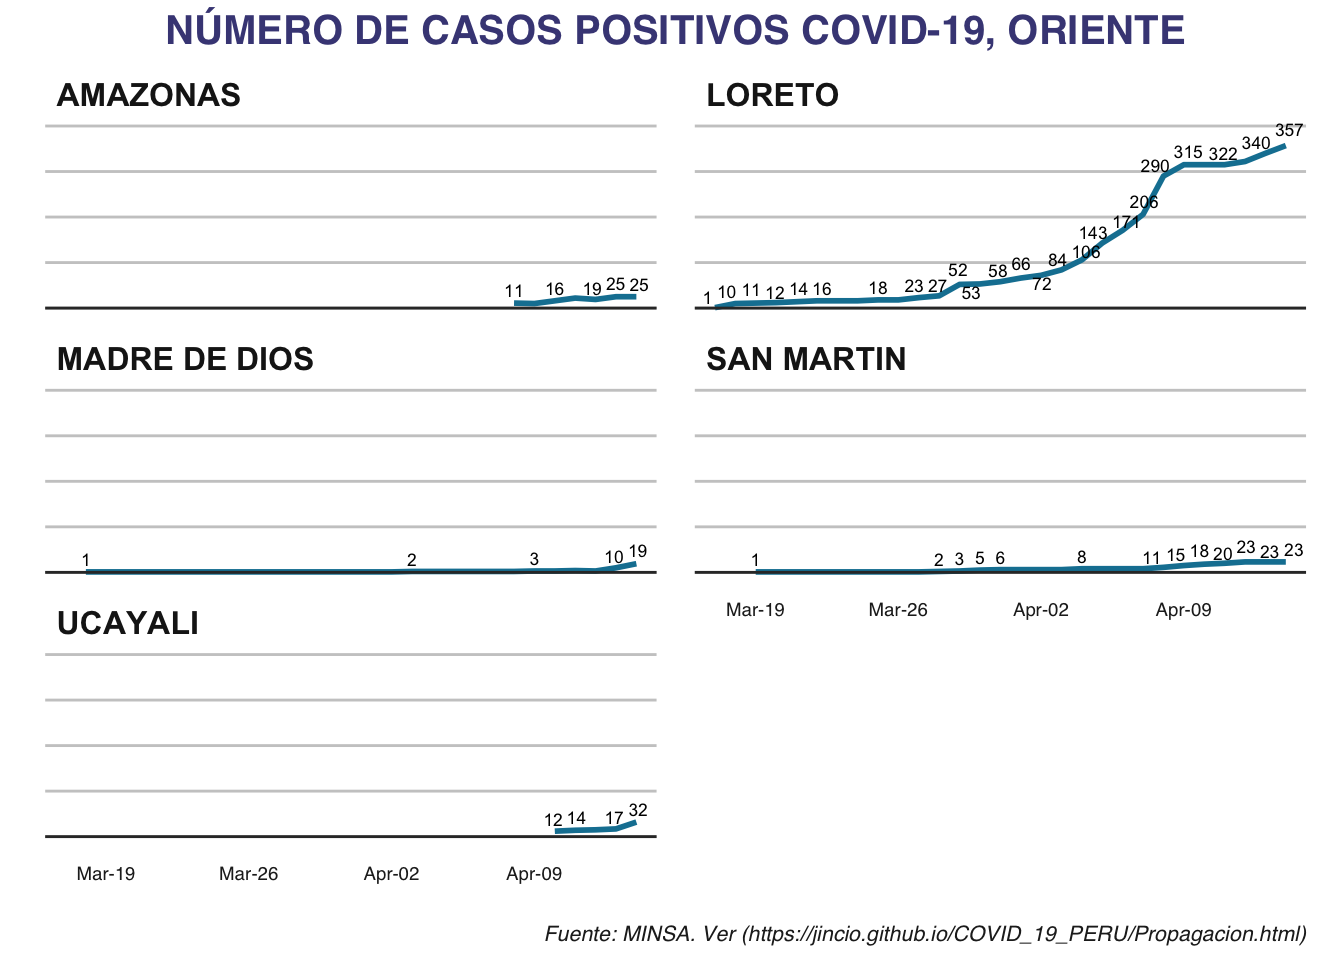 NÚMERO DE CASOS POSITIVOS COVID-19, ORIENTE
AMAZONAS
11 16 19 25 25
LORETO
1 10 11 12 14 16 18 23 27 52 53 58 66 72 84 106 143 171 206 290 315 322 340 357
MADRE DE DIOS
1 2 3 10 19
SAN MARTIN
1 2 3 5 6 8 11 15 18 20 23 23 23
Mar-19 Mar-26 Apr-02 Apr-09
UCAYALI
12 14 17 32
Mar-19 Mar-26 Apr-02 Apr-09
Fuente: MINSA. Ver (https://jincio.github.io/COVID_19_PERU/Propagacion.html)